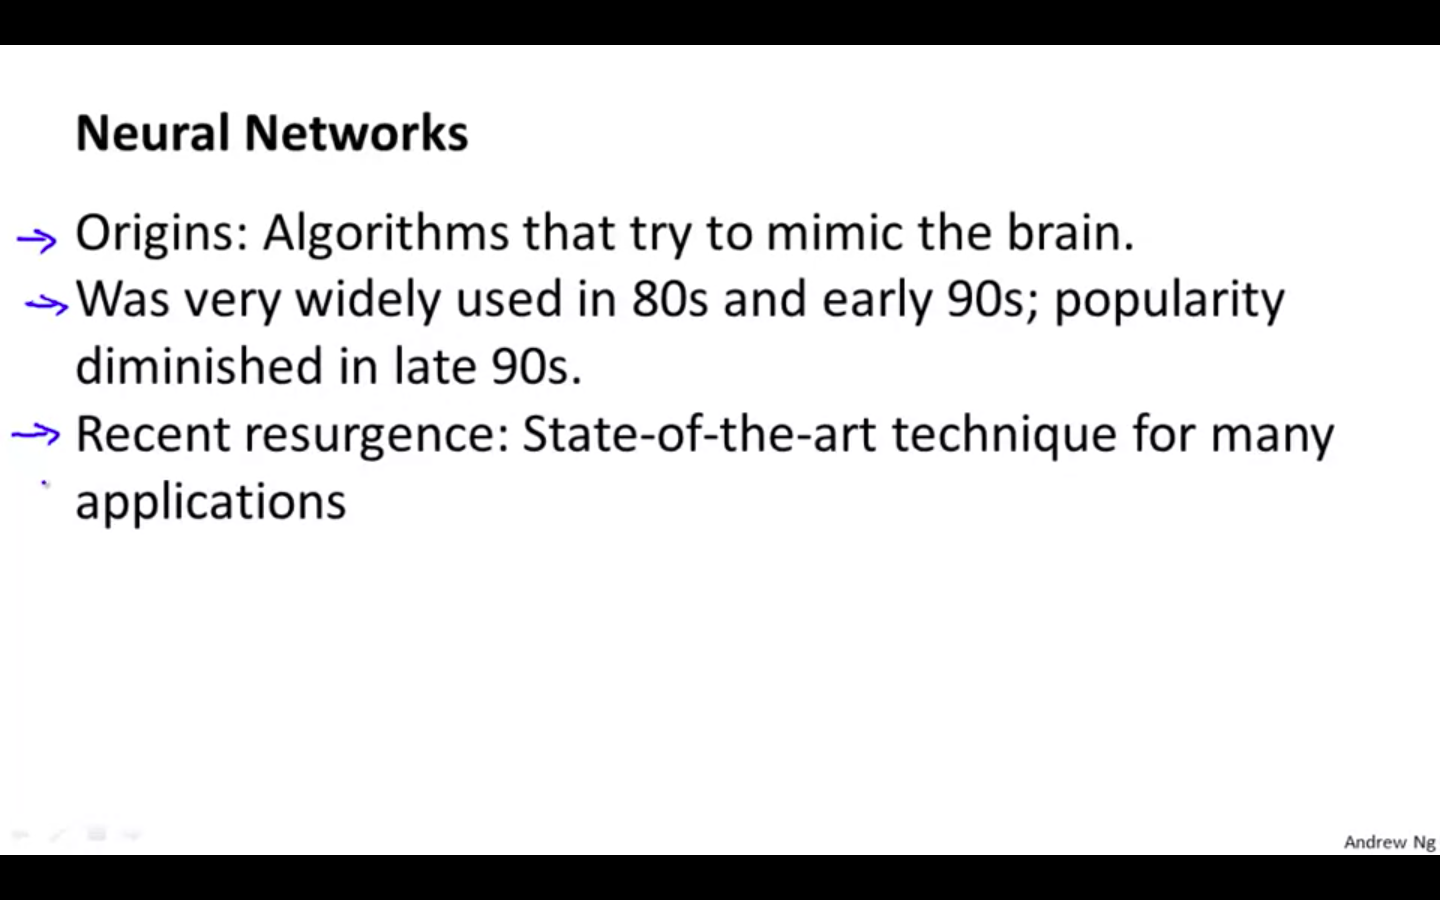 Neural Networks
Origins: Algorithms that try to mimic the brain.
Was very widely used in 80s and early 90s; popularity
diminished in late 90s.
Recent resurgence: State-of-the-art technique for many
applications
Andrew Ng